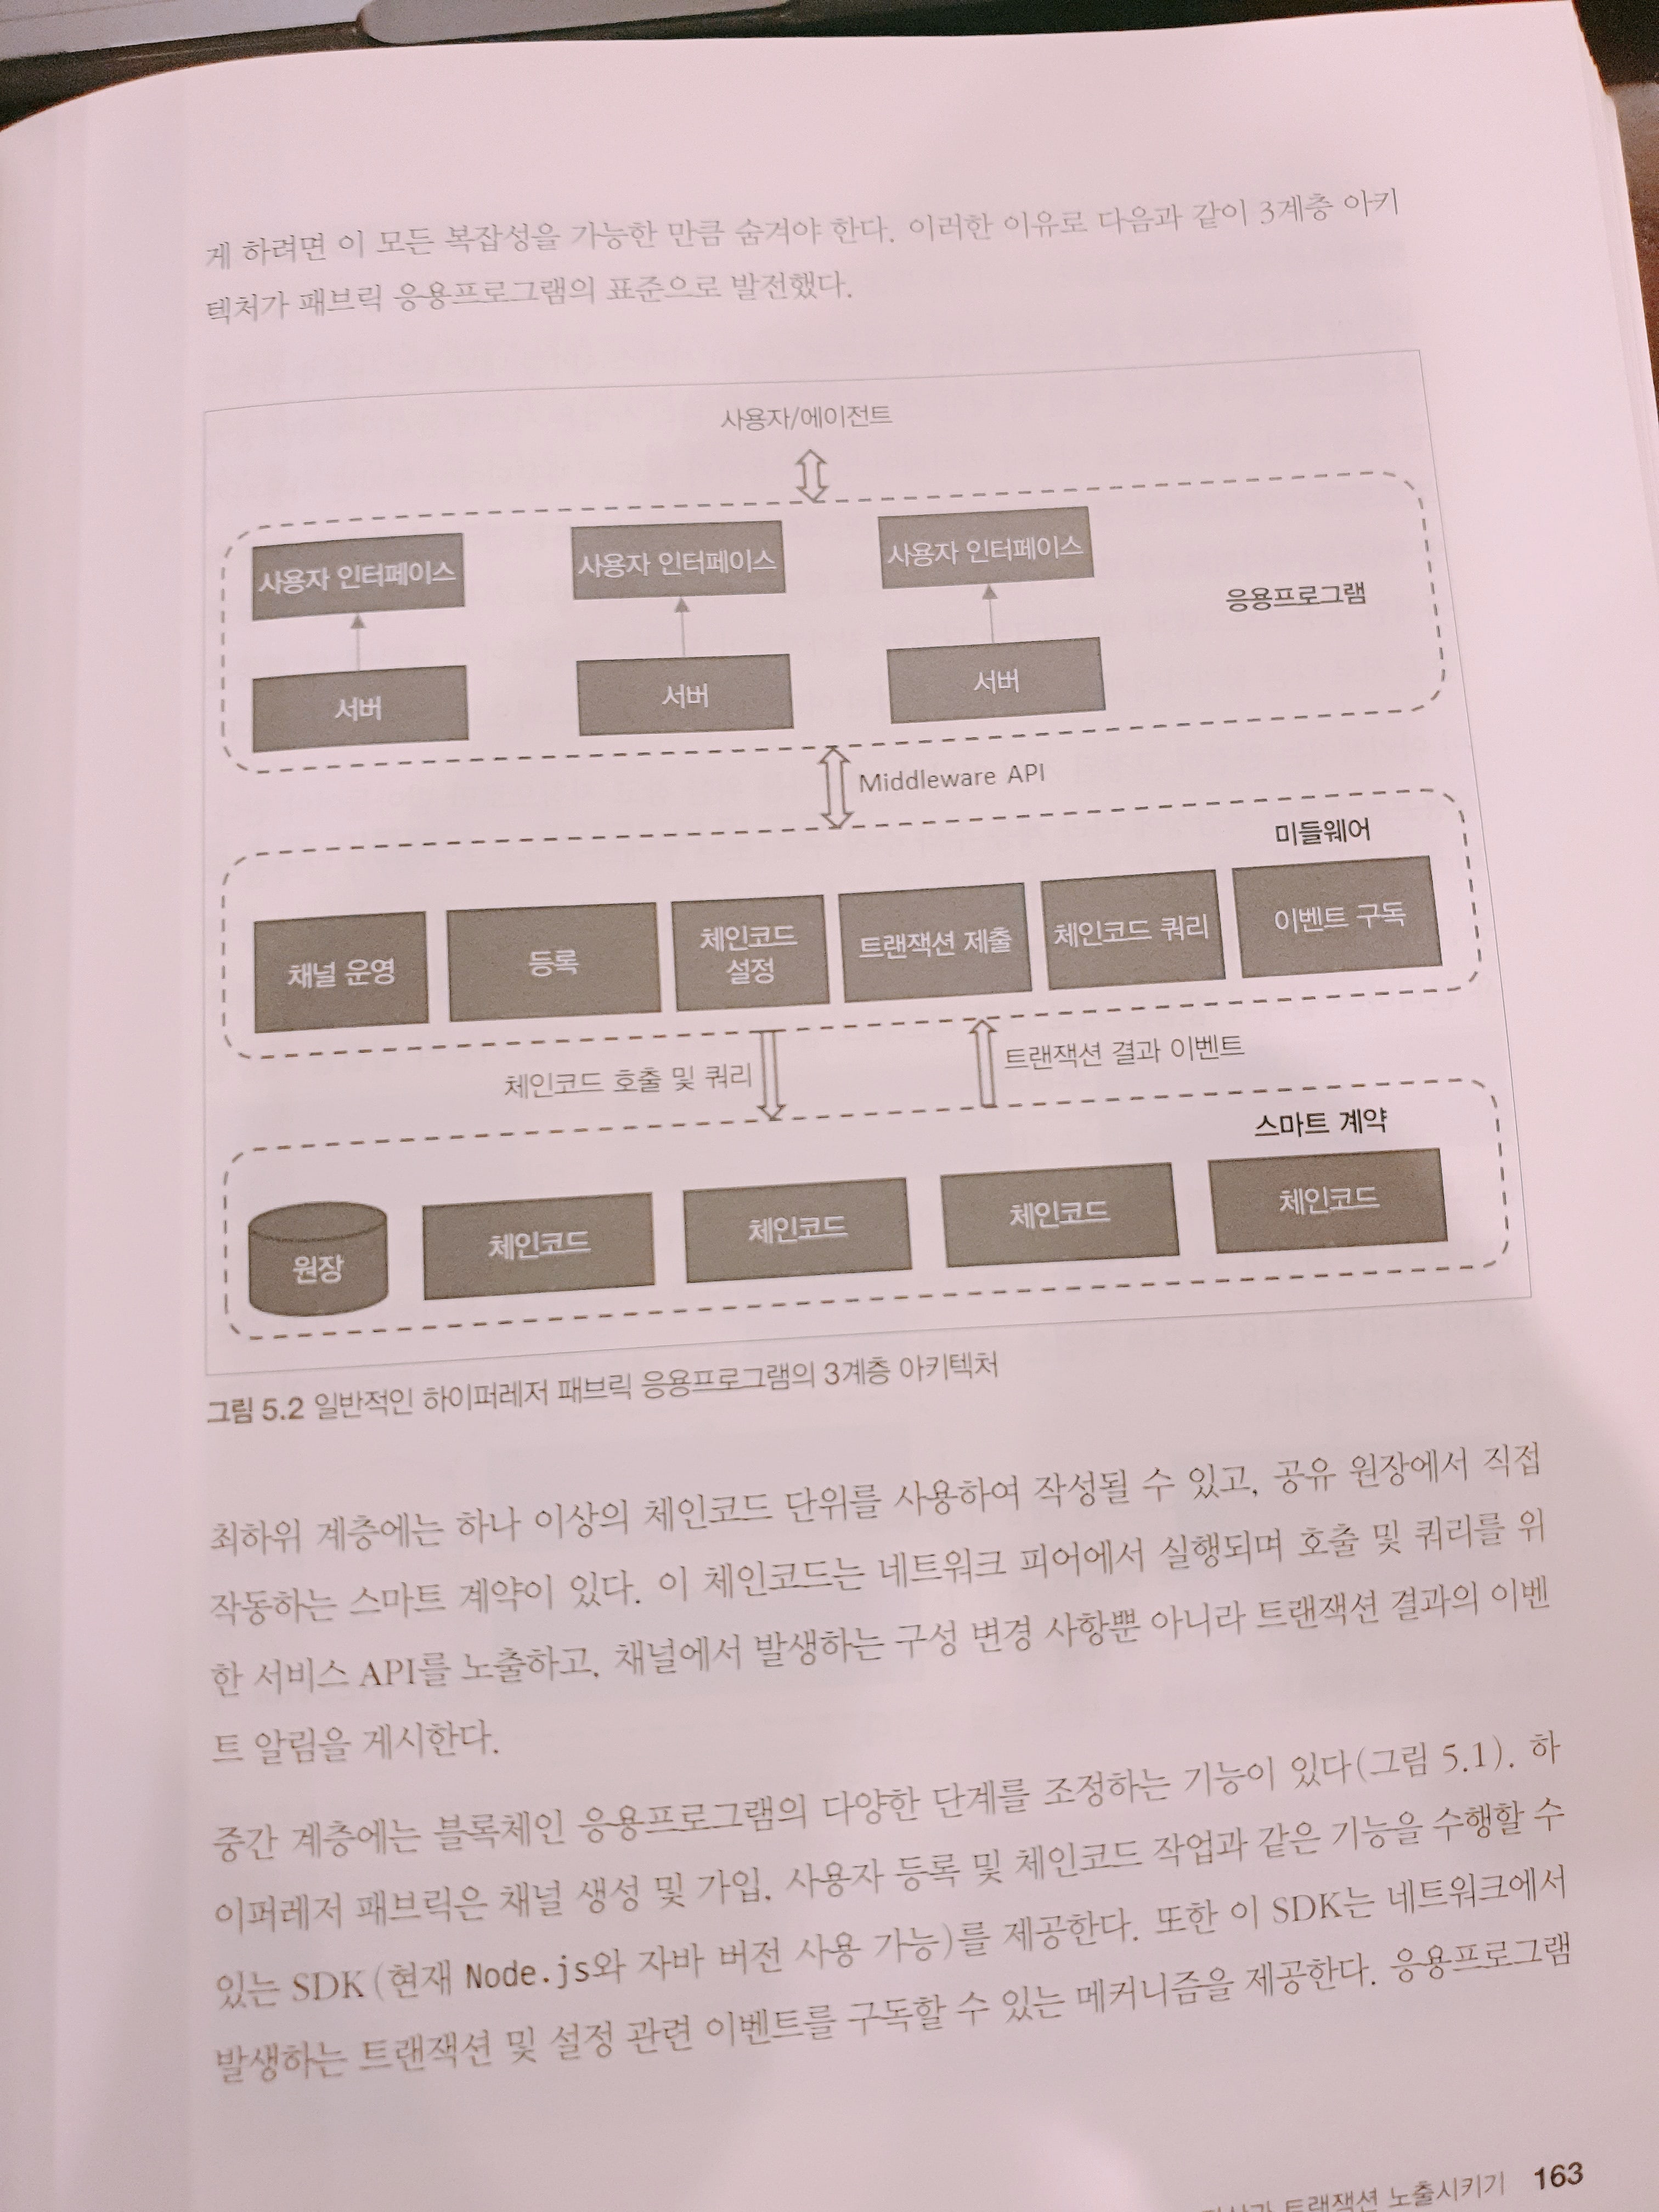 게 하려면 이 모든 복잡성을 가능한 만큼 숨겨야 한다. 이러한 이유로 다음과 같이 3계층 아키
텍처가 패브릭 응용프로그램의 표준으로 발전했다.
사용자/에이전트
사용자 인터페이스 사용자 인터페이스 사용자 인터페이스
응용프로그램
서버 서버 서버
Middleware API
미들웨어
채널 운영 등록 체인코드 설정 트랜잭션 제출 체인코드 쿼리 이벤트 구독
체인코드 호출 및 쿼리 트랜잭션 결과 이벤트
스마트 계약
원장 체인코드 체인코드 체인코드 체인코드
그림 5.2 일반적인 하이퍼레저 패브릭 응용프로그램의 3계층 아키텍처
최하위 계층에는 하나 이상의 체인코드 단위를 사용하여 작성될 수 있고, 공유 원장에서 직접
작동하는 스마트 계약이 있다. 이 체인코드는 네트워크 피어에서 실행되며 호출 및 쿼리를 위
한 서비스 API를 노출하고, 채널에서 발생하는 구성 변경 사항뿐 아니라 트랜잭션 결과의 이벤
트 알림을 게시한다.
중간 계층에는 블록체인 응용프로그램의 다양한 단계를 조정하는 기능이 있다(그림 5.1). 하
이퍼레저 패브릭은 채널 생성 및 가입, 사용자 등록 및 체인코드 작업과 같은 기능을 수행할 수
있는 SDK(현재 Node.js와 자바 버전 사용 가능)를 제공한다. 또한 이 SDK는 네트워크에서
발생하는 트랜잭션 및 설정 관련 이벤트를 구독할 수 있는 메커니즘을 제공한다. 응용프로그램
트랜잭션 노출시키기 163